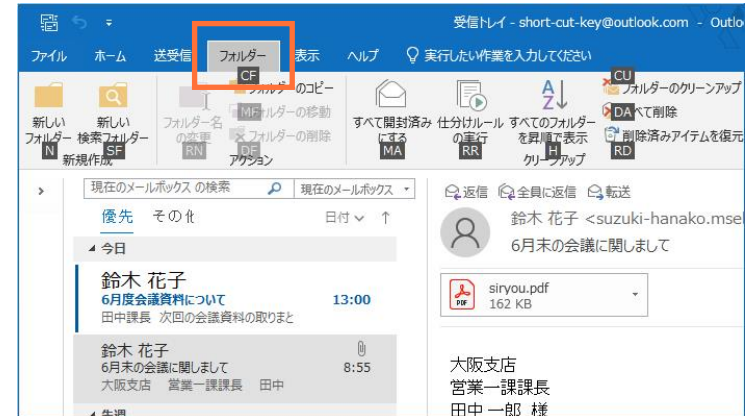 受信トレイ - short-cut-key@outlook.com - Outlo
ファイル ホーム 送受信 フォルダー 表示 ヘルプ 実行したい作業を入力してください
新しいフォルダー N
新しい検索フォルダー SF
新規作成
フォルダー名の変更 RN
CF フォルダーのコピー
MF フォルダーの移動
DF フォルダーの削除
アクション
すべて開封済みにする MA
仕分けルールの実行 RR
すべてのフォルダーを昇順で表示 H
CU フォルダーのクリーンアップ
DA べて削除
RD 削除済みアイテムを復元
クリーンアップ
現在のメールボックス の検索 現在のメールボックス
優先 その他 日付 ↑
今日
鈴木 花子
6月度会議資料について 13:00
田中課長 次回の会議資料の取りまと
鈴木 花子
6月末の会議に関しまして 8:55
大阪支店 営業一課課長 田中
先週
返信 全員に返信 転送
鈴木 花子 <suzuki-hanako.msel
6月末の会議に関しまして
PDF
siryou.pdf
162 KB
大阪支店
営業一課課長
田中 一郎 様